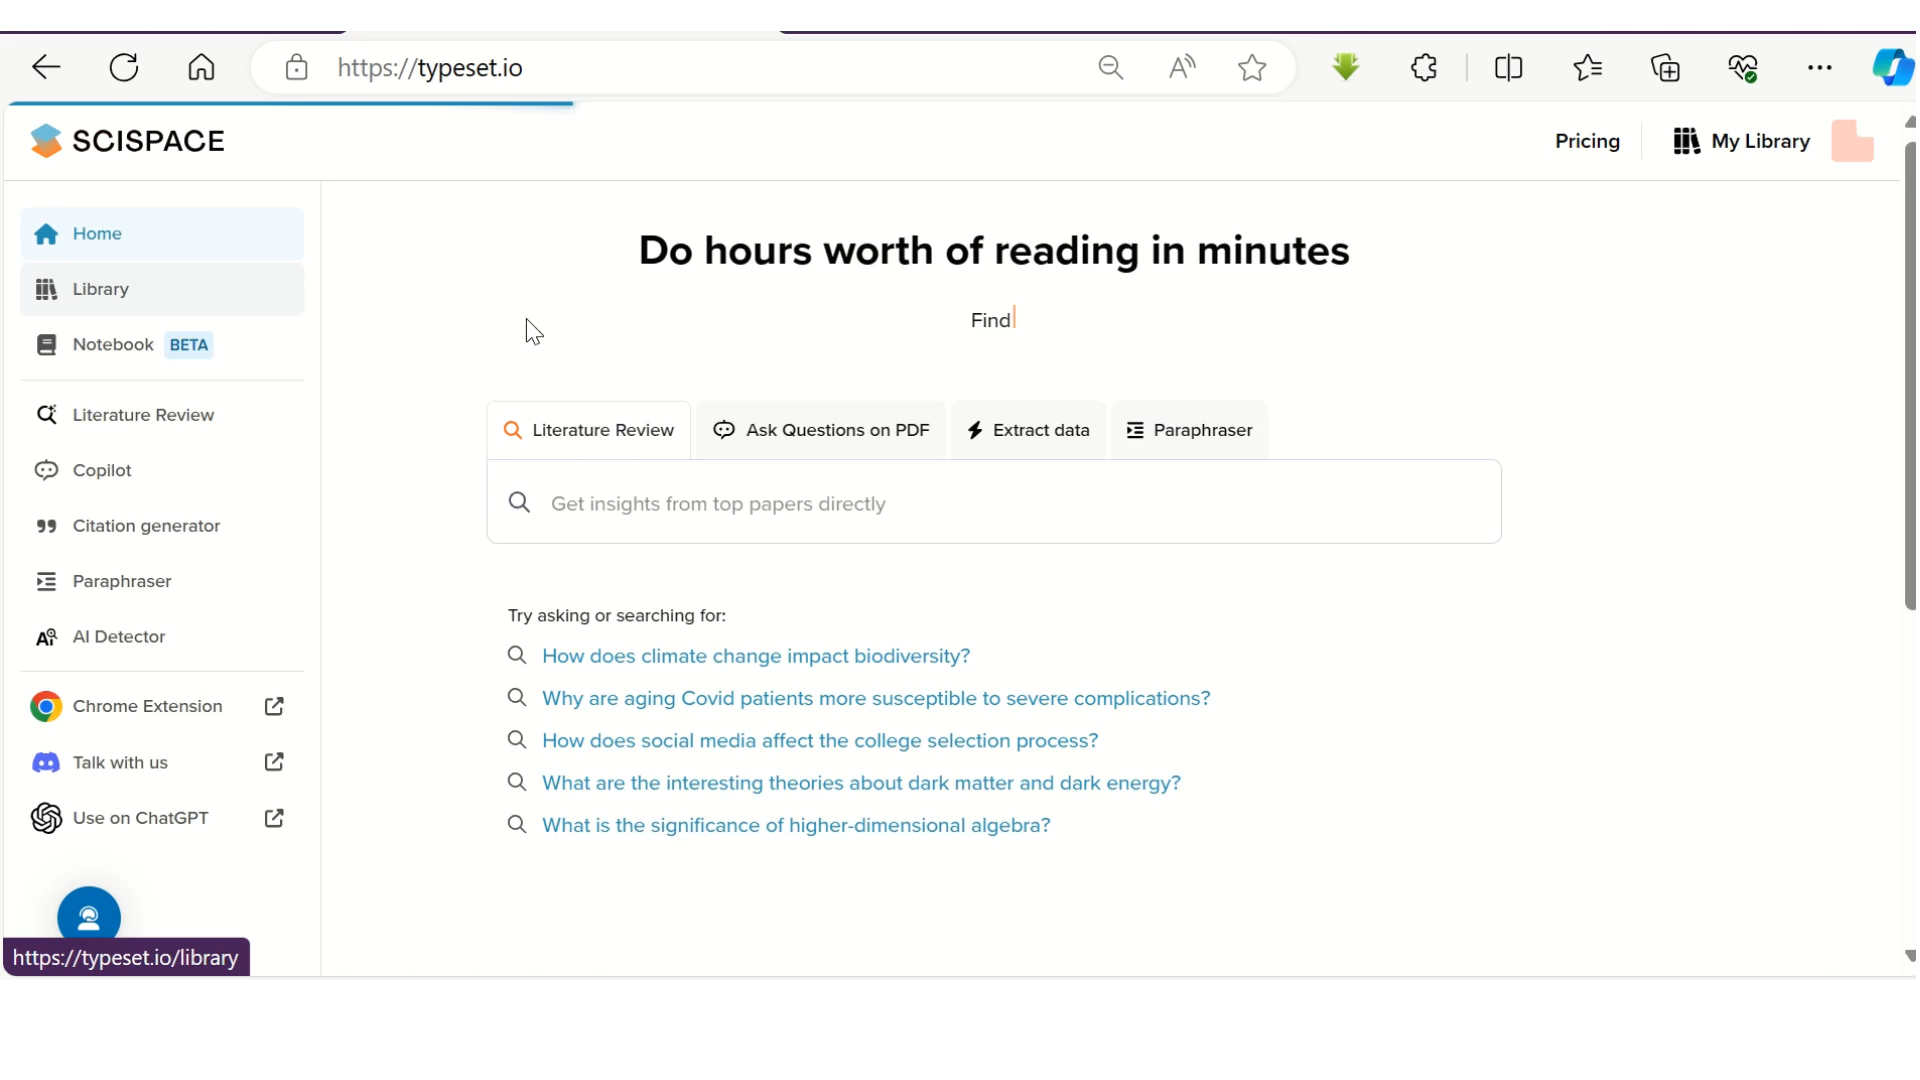 https://typeset.io
SCISPACE
Pricing
My Library
Home
Library
Notebook BETA
Literature Review
Copilot
Citation generator
Paraphraser
AI Detector
Chrome Extension
Talk with us
Use on ChatGPT
https://typeset.io/library
Do hours worth of reading in minutes
Find
Literature Review
Ask Questions on PDF
Extract data
Paraphraser
Get insights from top papers directly
Try asking or searching for:
How does climate change impact biodiversity?
Why are aging Covid patients more susceptible to severe complications?
How does social media affect the college selection process?
What are the interesting theories about dark matter and dark energy?
What is the significance of higher-dimensional algebra?